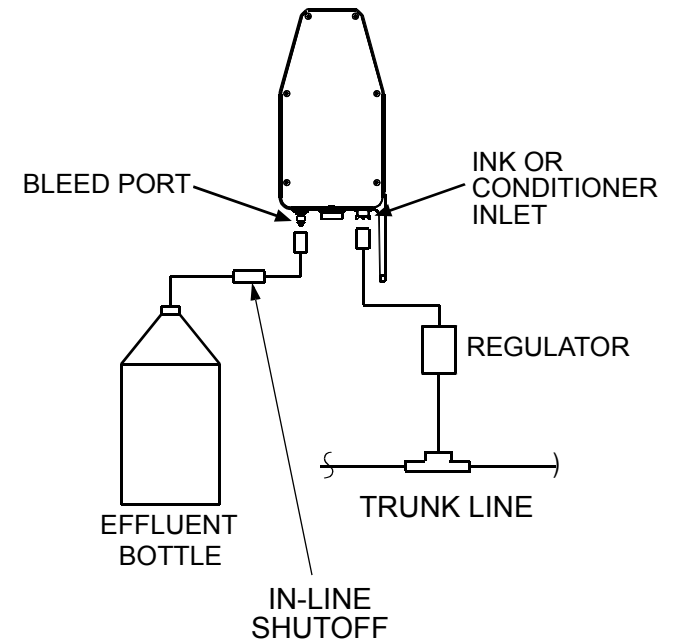 BLEED PORT
INK OR
CONDITIONER
INLET
REGULATOR
TRUNK LINE
EFFLUENT
BOTTLE
IN-LINE
SHUTOFF